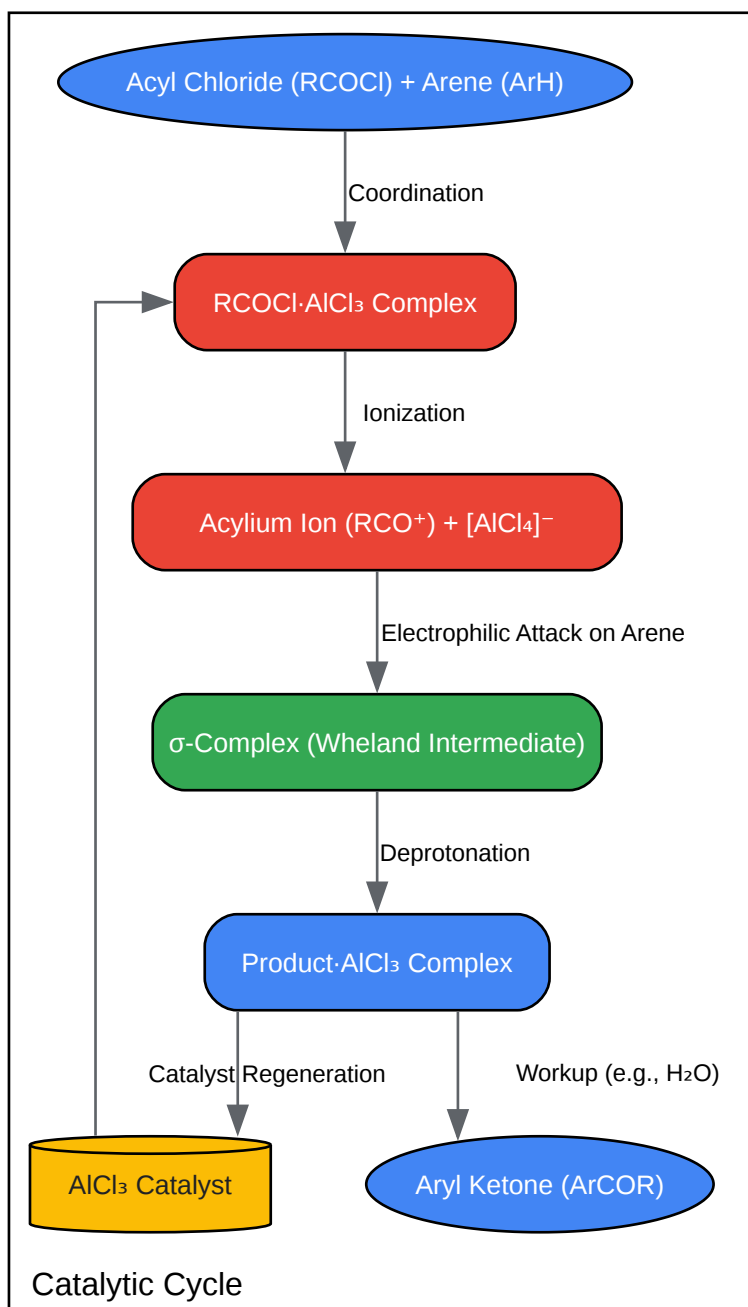 Acyl Chloride (RCOCl) + Arene (ArH)
Coordination
RCOCl·AlCl₃ Complex
Ionization
Acylium Ion (RCO⁺) + [AlCl₄]⁻
Electrophilic Attack on Arene
σ-Complex (Wheland Intermediate)
Deprotonation
Product·AlCl₃ Complex
Catalyst Regeneration
Workup (e.g., H₂O)
AlCl₃ Catalyst
Aryl Ketone (ArCOR)
Catalytic Cycle